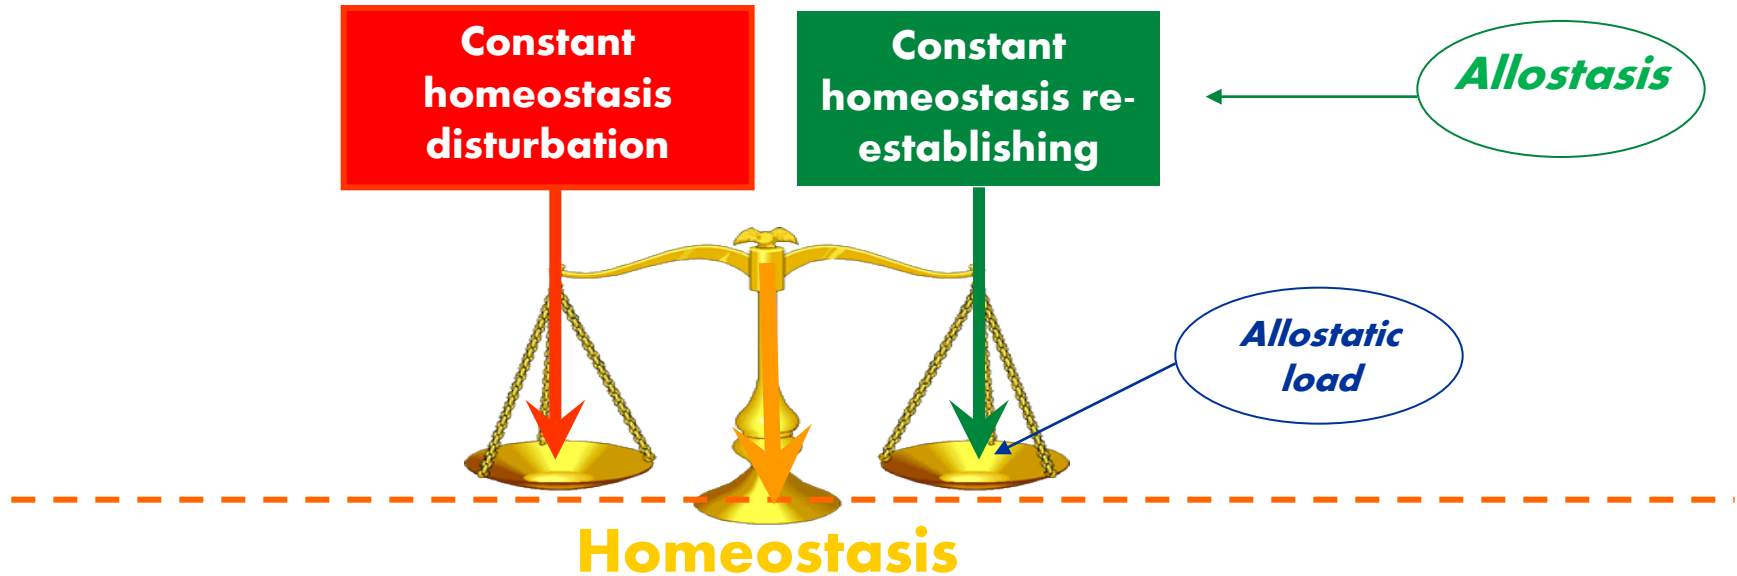 Constant
homeostasis
disturbation
Constant
homeostasis re-
establishing
Allostasis
Allostatic
load
Homeostasis